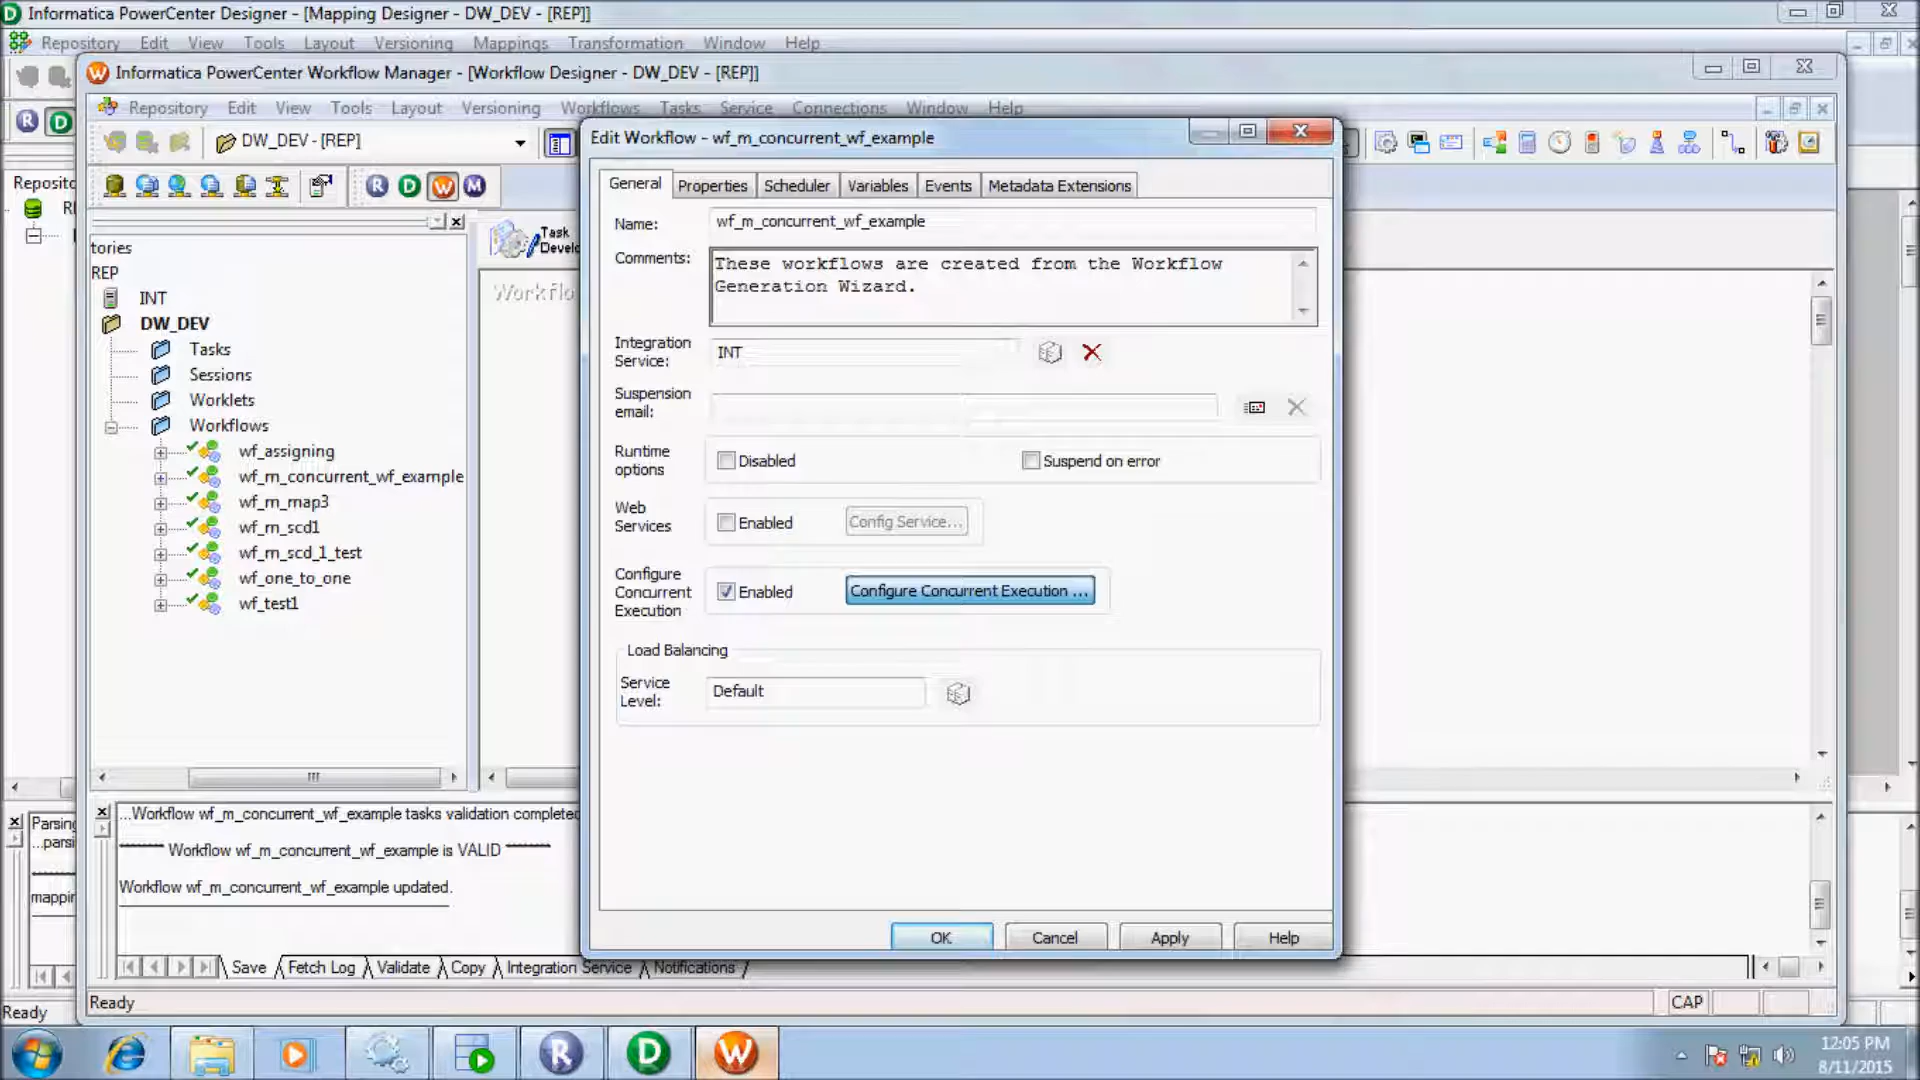 Informatica PowerCenter Designer - [Mapping Designer - DW_DEV - [REP]]
Repository Edit View Tools Layout Versioning Mappings Transformation Window Help
Informatica PowerCenter Workflow Manager - [Workflow Designer - DW_DEV - [REP]]
Repository Edit View Tools Layout Versioning Workflows Tasks Service Connections Window Help
DW_DEV - [REP]
Edit Workflow - wf_m_concurrent_wf_example
General Properties Scheduler Variables Events Metadata Extensions
Name: wf_m_concurrent_wf_example
Comments: These workflows are created from the Workflow
Generation Wizard.
Integration
Service: INT
Suspension
email:
Runtime
options
Disabled Suspend on error
Web
Services
Enabled Config Service...
Configure
Concurrent
Execution
Enabled Configure Concurrent Execution ...
Load Balancing
Service
Level:
Default
OK Cancel Apply Help
Task
Develo
Workflo
tories
REP
INT
DW_DEV
Tasks
Sessions
Worklets
Workflows
wf_assigning
wf_m_concurrent_wf_example
wf_m_map3
wf_m_scd1
wf_m_scd_1_test
wf_one_to_one
wf_test1
...Workflow wf_m_concurrent_wf_example tasks validation completed
******** Workflow wf_m_concurrent_wf_example is VALID ********
Workflow wf_m_concurrent_wf_example updated.
Save Fetch Log Validate Copy Integration Service Notifications
Ready
CAP
Reposito
Parsing
...parsi
mappin
Ready
12:05 PM
8/11/2015